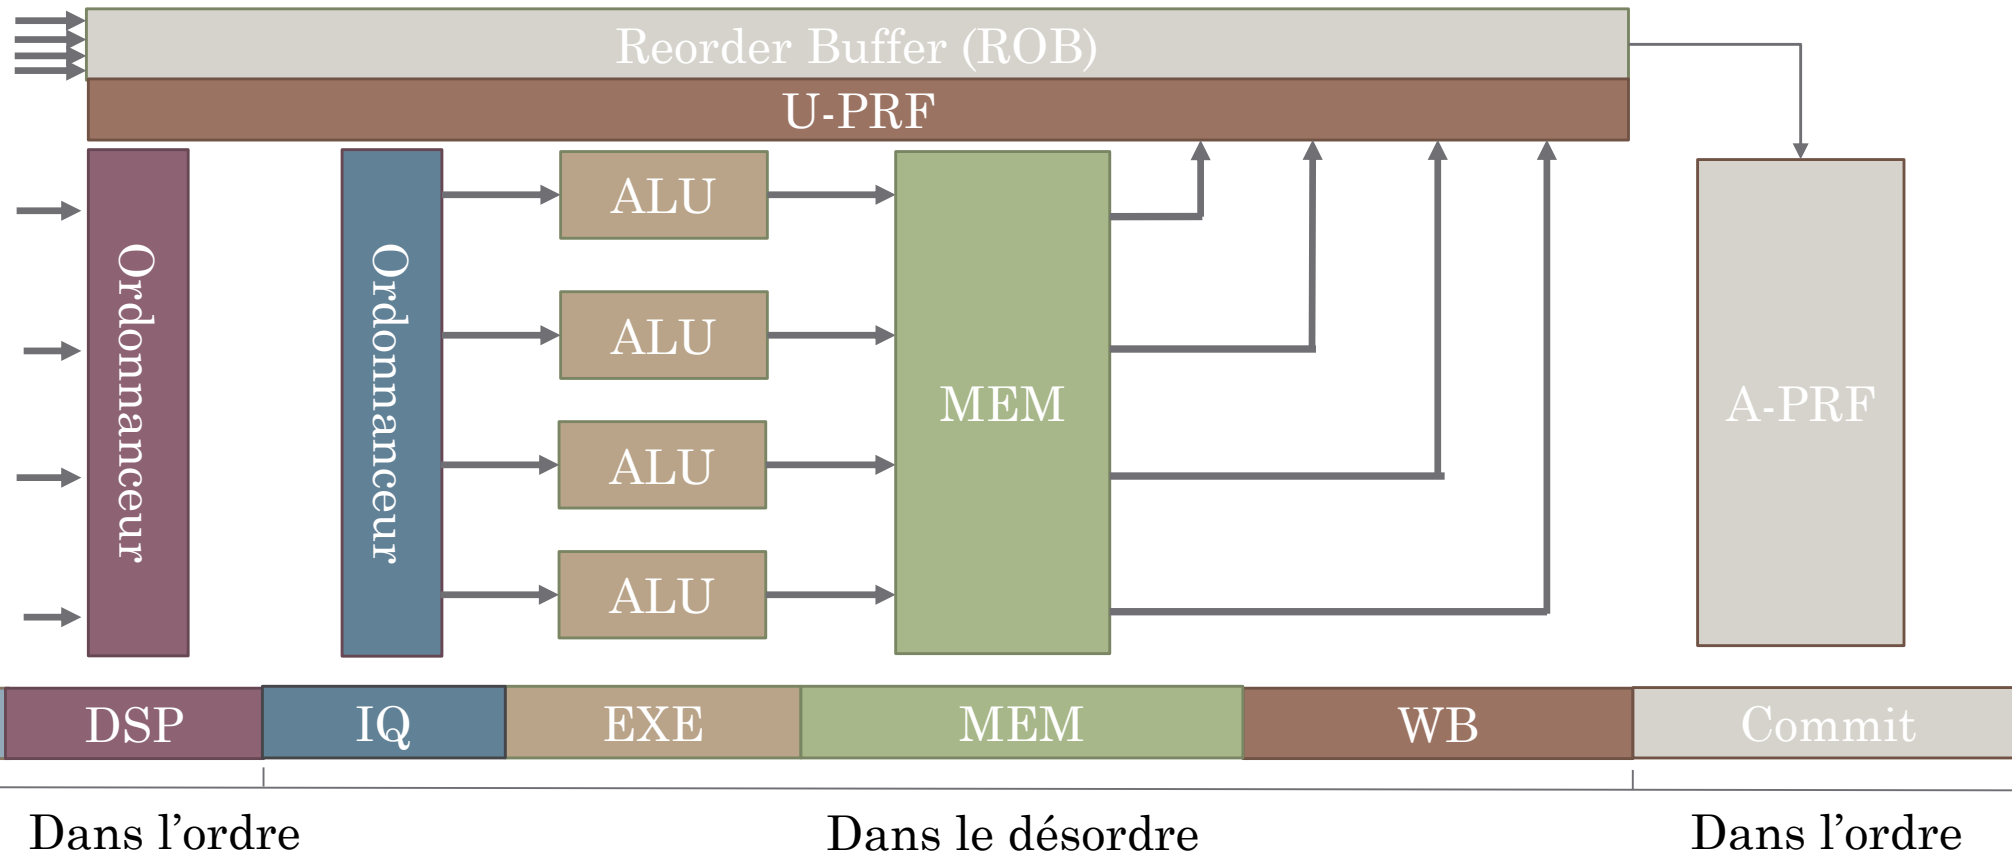 Reorder Buffer (ROB)
U-PRF
Ordonnanceur
Ordonnanceur
ALU
ALU
ALU
ALU
MEM
A-PRF
DSP
IQ
EXE
MEM
WB
Commit
Dans l'ordre
Dans le désordre
Dans l'ordre